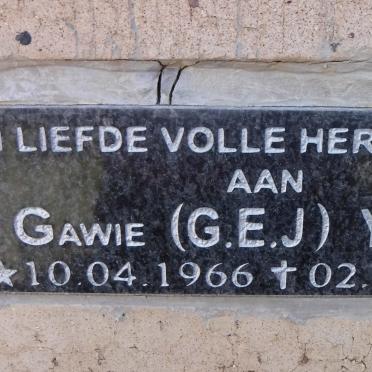 LIEFDE VOLLE HER
AAN
GAWIE (G.E.J)
★10.04.1966 ✝ 02.